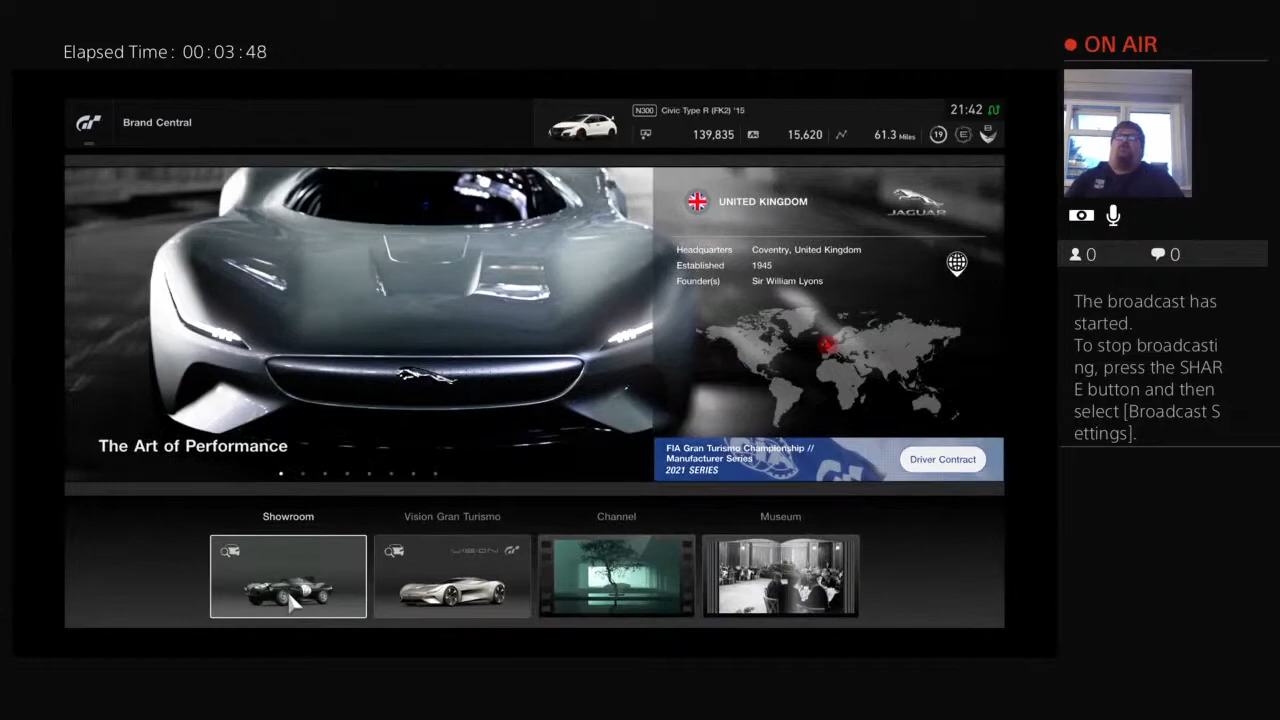 Elapsed Time: 00:03:48
ON AIR
Brand Central
N300 Civic Type R (FK2) '15
21:42
139,835
15,620
61.3 Miles
19
E
B
UNITED KINGDOM
JAGUAR
Headquarters Coventry, United Kingdom
Established 1945
Founder(s) Sir William Lyons
The Art of Performance
FIA Gran Turismo Championship //
Manufacturer Series
2021 SERIES
Driver Contract
Showroom
Vision Gran Turismo
Channel
Museum
VISION
0
0
The broadcast has
started.
To stop broadcasti
ng, press the SHAR
E button and then
select [Broadcast S
ettings].